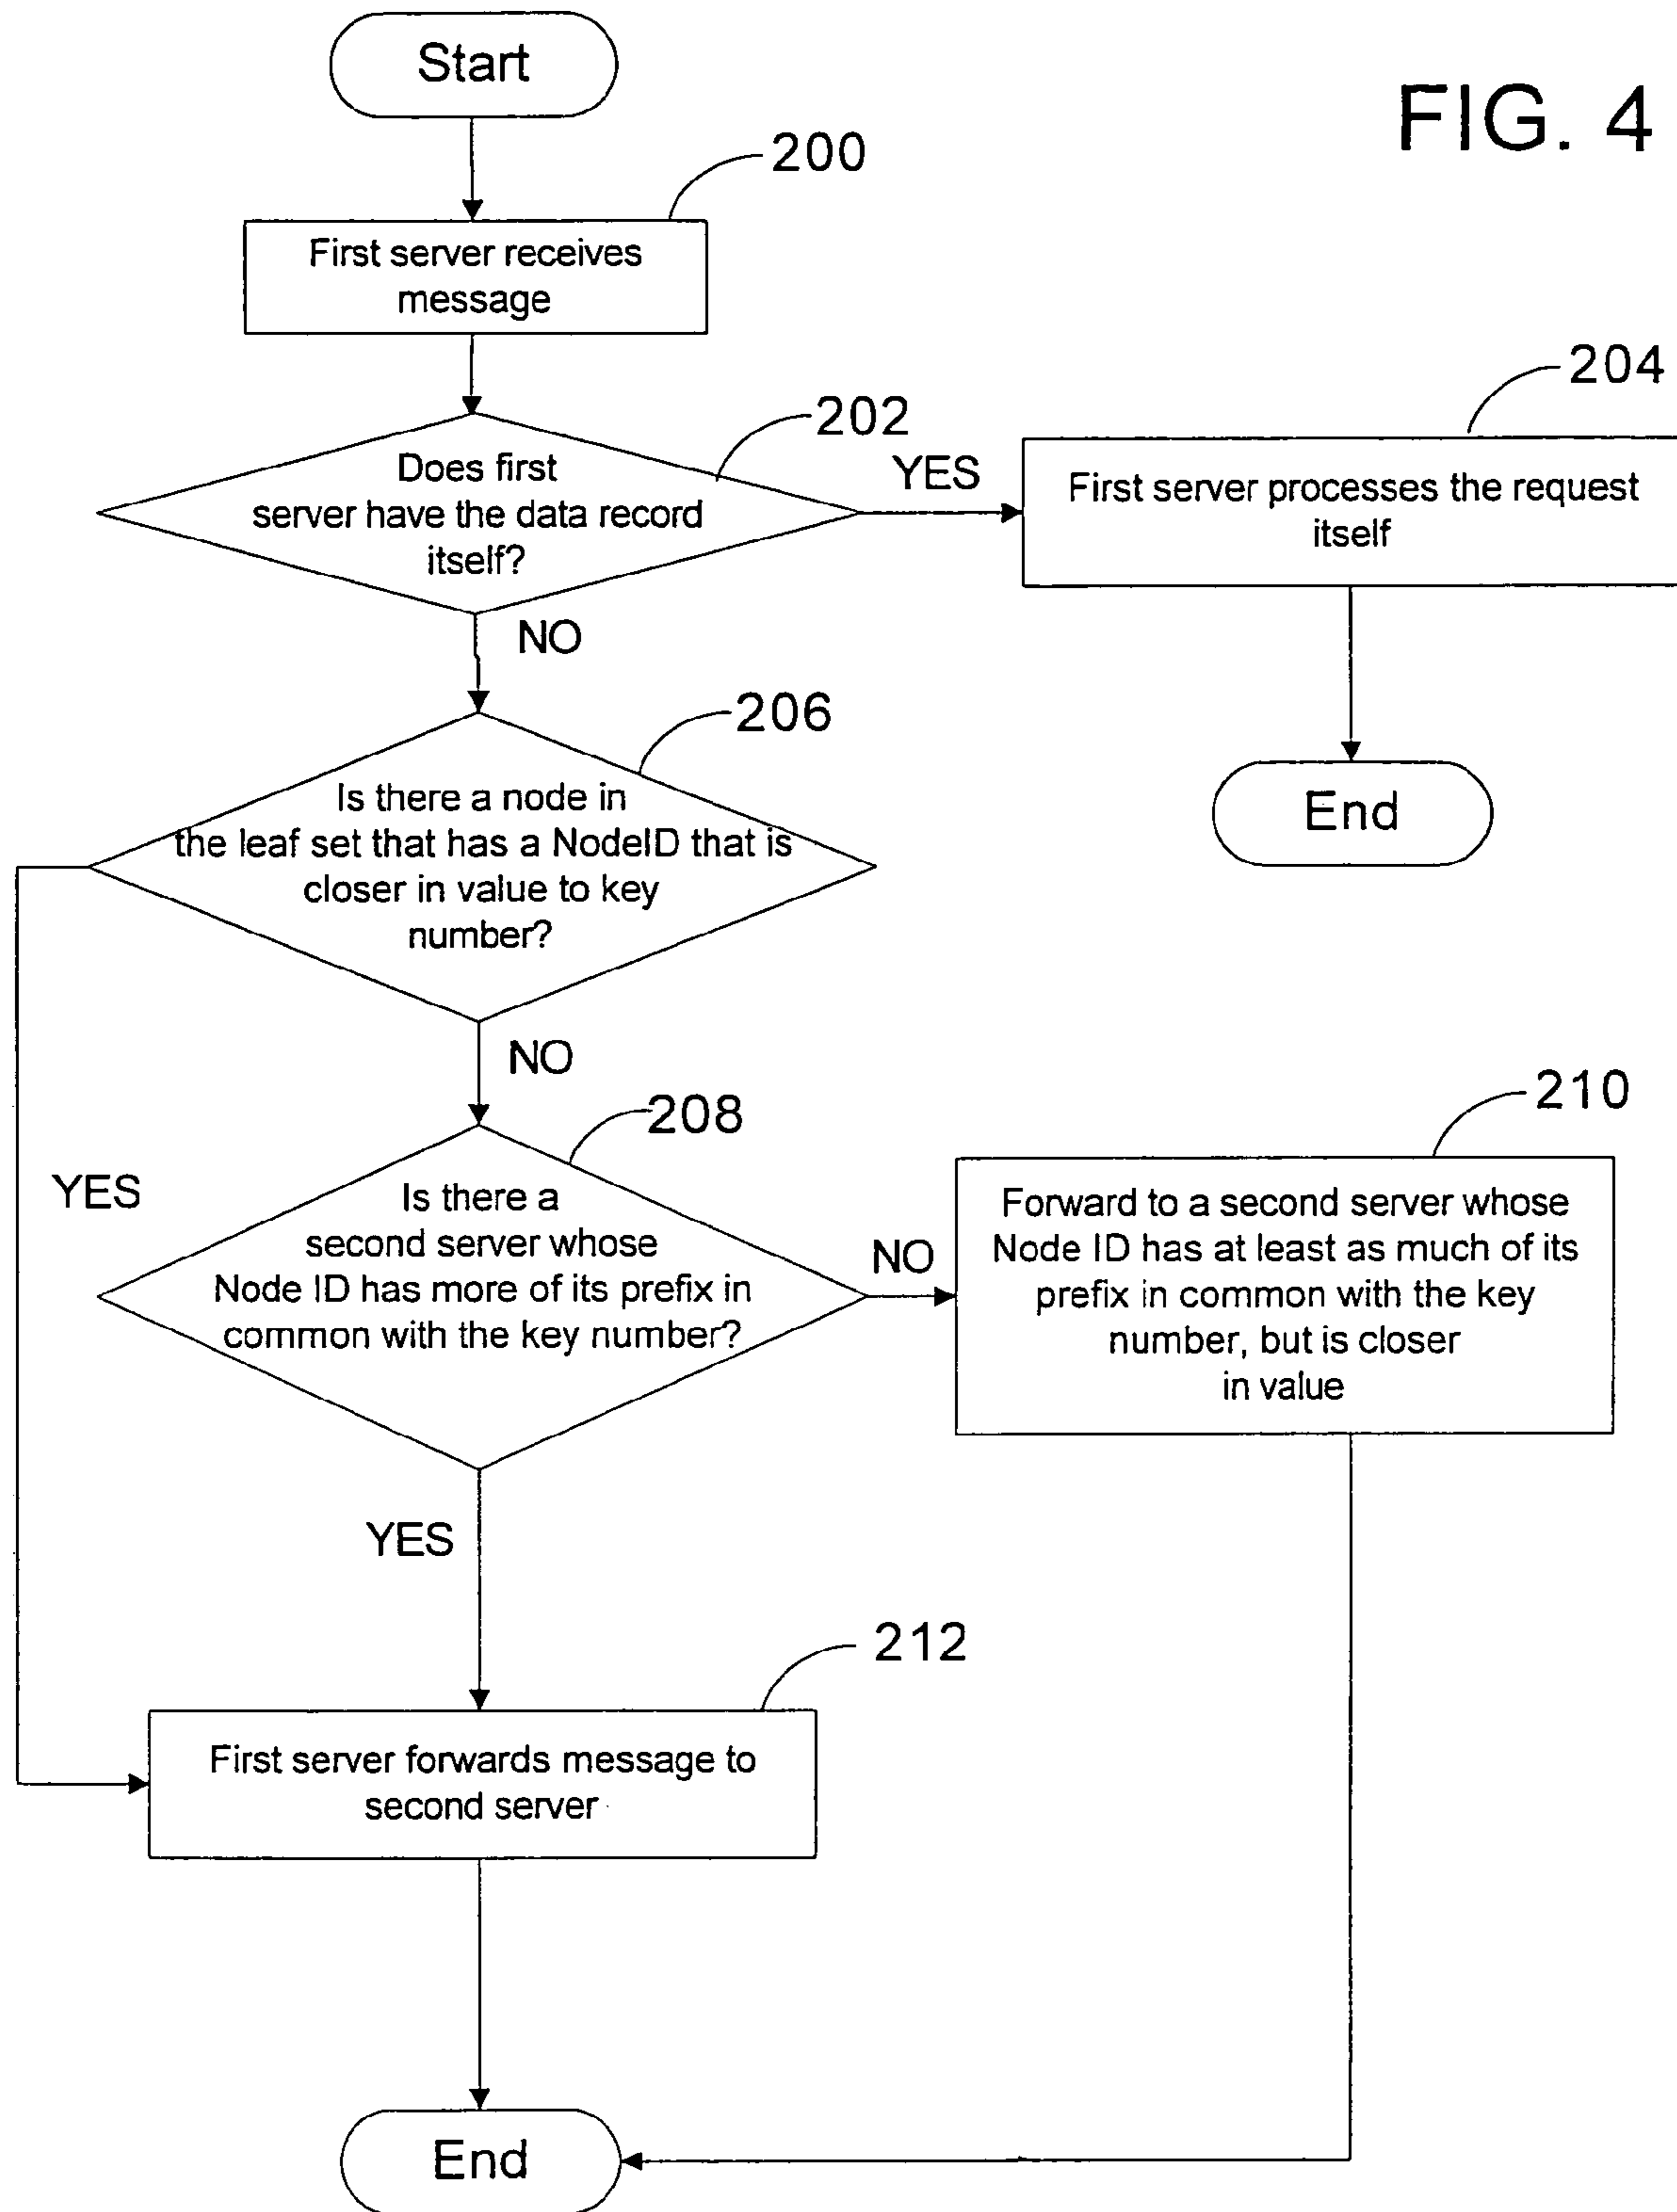 Start
FIG. 4
200
First server receives
message
202
Does first
server have the data record
itself?
YES
204
First server processes the request
itself
NO
End
206
Is there a node in
the leaf set that has a NodeID that is
closer in value to key
number?
NO
208
YES
Is there a
second server whose
Node ID has more of its prefix in
common with the key number?
NO
210
Forward to a second server whose
Node ID has at least as much of its
prefix in common with the key
number, but is closer
in value
YES
212
First server forwards message to
second server
End